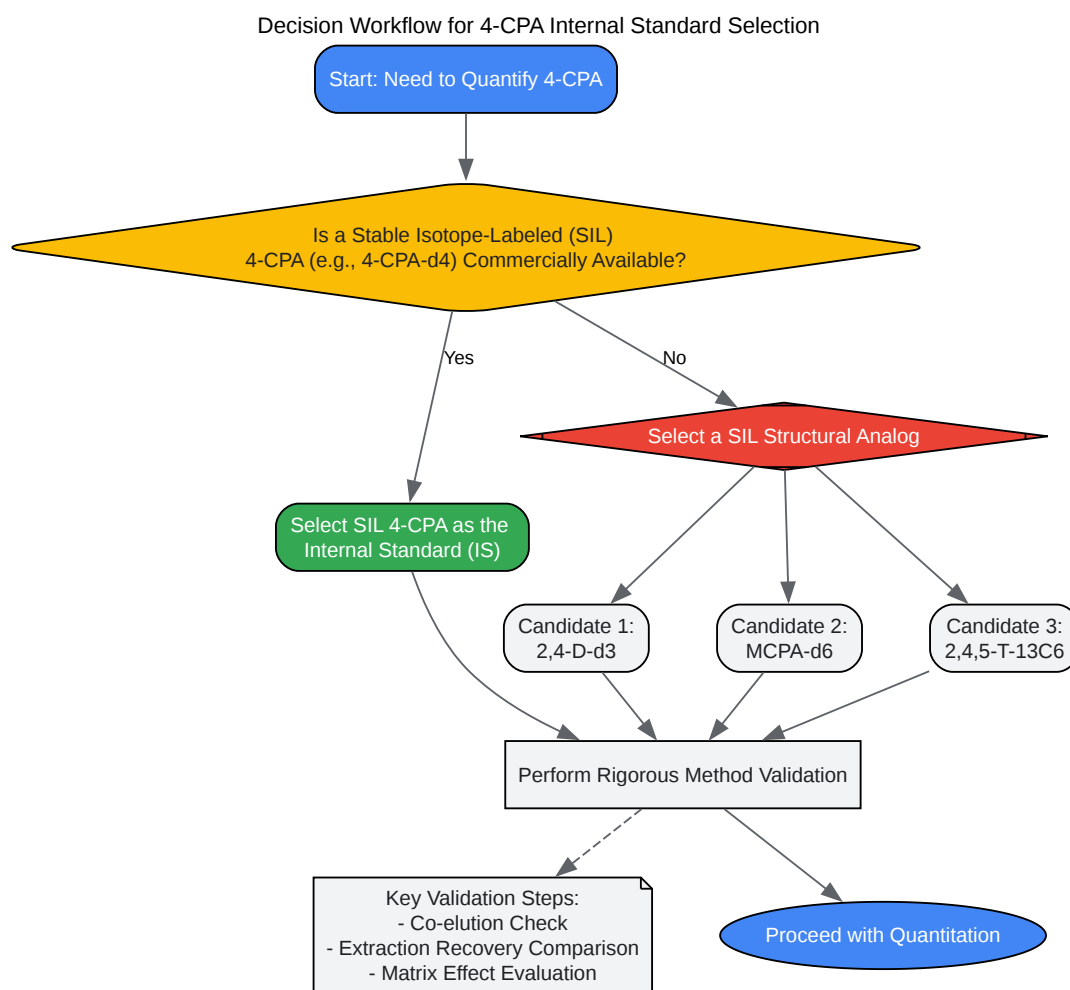 Decision Workflow for 4-CPA Internal Standard Selection
Start: Need to Quantify 4-CPA
Is a Stable Isotope-Labeled (SIL)
4-CPA (e.g., 4-CPA-d4) Commercially Available?
Yes
No
Select a SIL Structural Analog
Select SIL 4-CPA as the
Internal Standard (IS)
Candidate 1:
2,4-D-d3
Candidate 2:
MCPA-d6
Candidate 3:
2,4,5-T-13C6
Perform Rigorous Method Validation
Key Validation Steps:
- Co-elution Check
- Extraction Recovery Comparison
- Matrix Effect Evaluation
Proceed with Quantitation